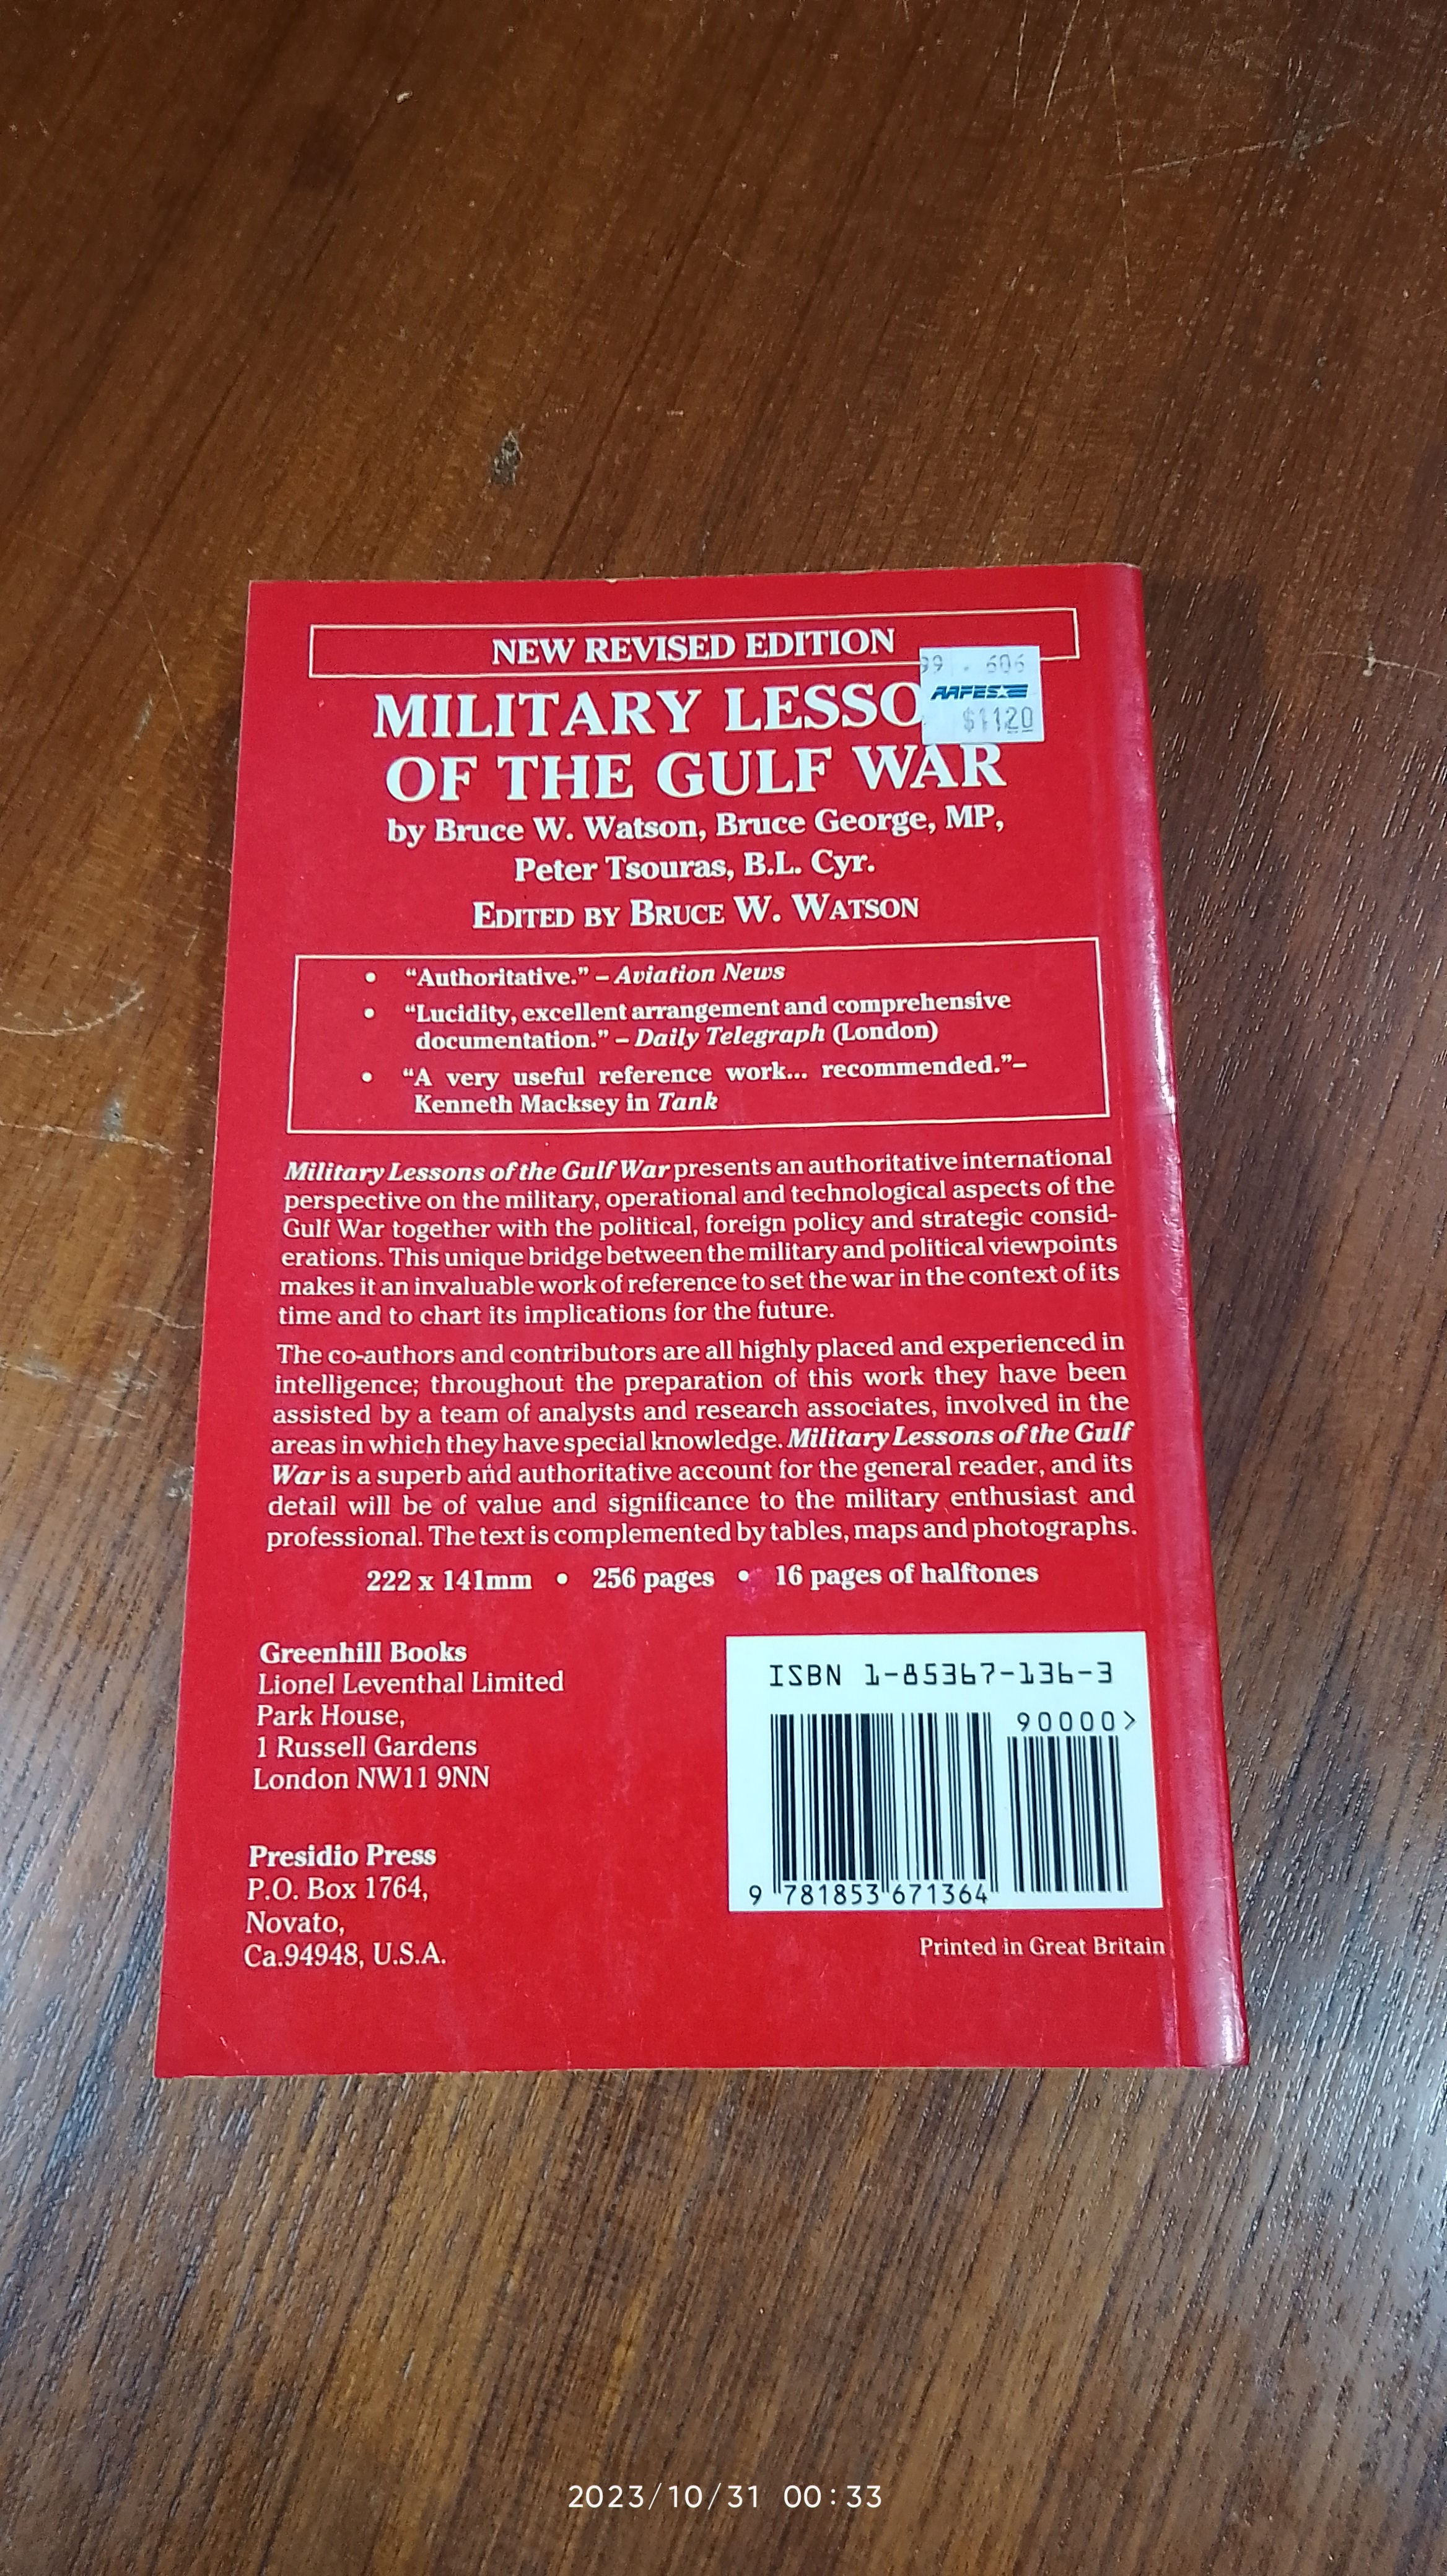 NEW REVISED EDITION
99 . 606
AAFES
$1120
MILITARY LESSO
OF THE GULF WAR
by Bruce W. Watson, Bruce George, MP,
Peter Tsouras, B.L. Cyr.
EDITED BY BRUCE W. WATSON
• “Authoritative.” – Aviation News
• “Lucidity, excellent arrangement and comprehensive
documentation.” – Daily Telegraph (London)
• “A very useful reference work... recommended.”–
Kenneth Macksey in Tank
Military Lessons of the Gulf War presents an authoritative international
perspective on the military, operational and technological aspects of the
Gulf War together with the political, foreign policy and strategic consid-
erations. This unique bridge between the military and political viewpoints
makes it an invaluable work of reference to set the war in the context of its
time and to chart its implications for the future.
The co-authors and contributors are all highly placed and experienced in
intelligence; throughout the preparation of this work they have been
assisted by a team of analysts and research associates, involved in the
areas in which they have special knowledge. Military Lessons of the Gulf
War is a superb and authoritative account for the general reader, and its
detail will be of value and significance to the military enthusiast and
professional. The text is complemented by tables, maps and photographs.
222 x 141mm • 256 pages • 16 pages of halftones
Greenhill Books
Lionel Leventhal Limited
Park House,
1 Russell Gardens
London NW11 9NN
Presidio Press
P.O. Box 1764,
Novato,
Ca.94948, U.S.A.
ISBN 1-85367-136-3
90000>
9 781853 671364
Printed in Great Britain
2023/10/31 00:33